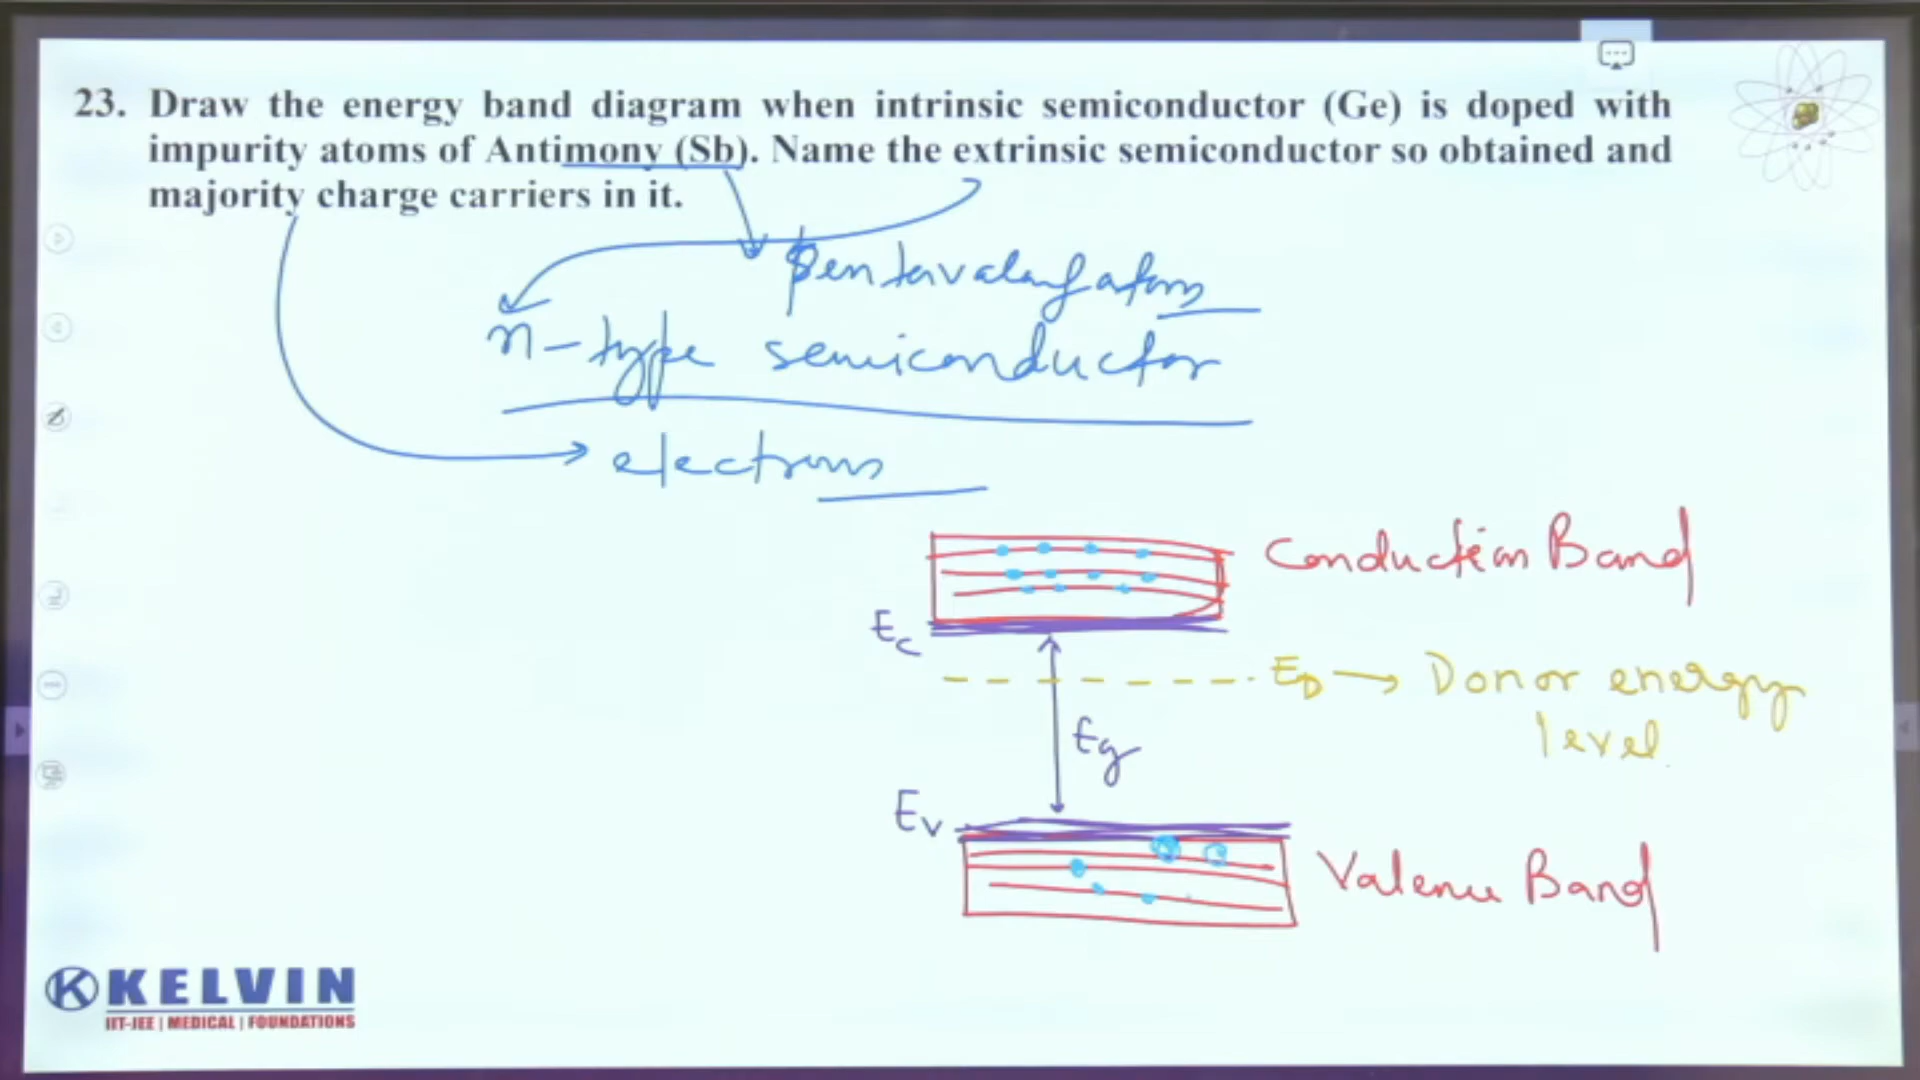 23. Draw the energy band diagram when intrinsic semiconductor (Ge) is doped with
impurity atoms of Antimony (Sb). Name the extrinsic semiconductor so obtained and
majority charge carriers in it.
Pentavalent atoms
n-type semiconductor
electrons
Conduction Band
Ec
ED → Donor energy
level
Eg
Ev
Valence Band
K KELVIN
IIT-JEE | MEDICAL | FOUNDATIONS